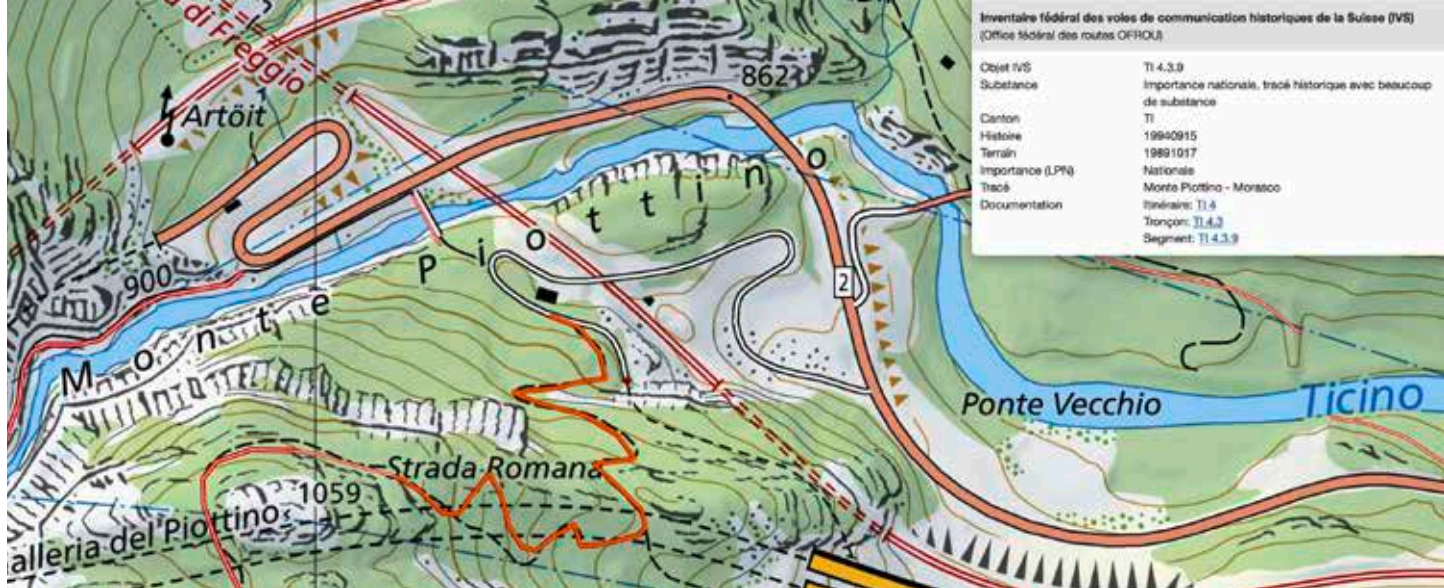 a di Freggio
Artöit
862
900
Monte Piottino
2
Ponte Vecchio
Ticino
Strada Romana
1059
alleria del Piottino
Inventaire fédéral des voies de communication historiques de la Suisse (IVS)
(Office fédéral des routes OFROU)
Objet IVS TI 4.3.9
Substance Importance nationale, tracé historique avec beaucoup
de substance
Canton TI
Histoire 19940915
Terrain 19891017
Importance (LPN) Nationale
Tracé Monte Piottino - Morasco
Documentation Itinéraire: TI 4
Tronçon: TI 4.3
Segment: TI 4.3.9